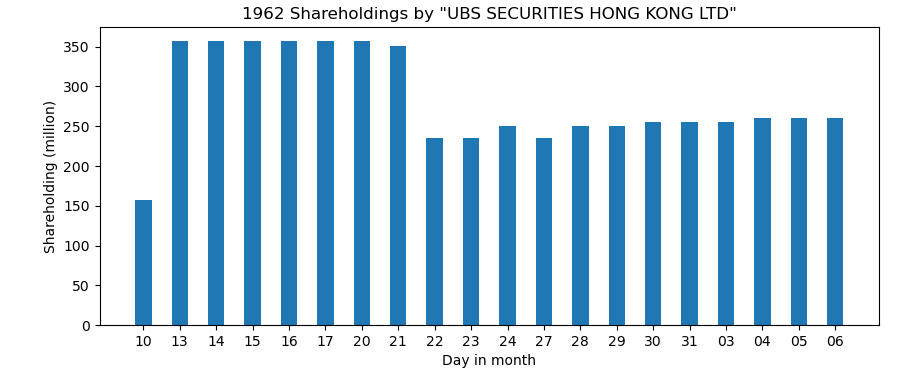 1962 Shareholdings by "UBS SECURITIES HONG KONG LTD"
Shareholding (million)
350
300
250
200
150
100
50
0
10 13 14 15 16 17 20 21 22 23 24 27 28 29 30 31 03 04 05 06
Day in month